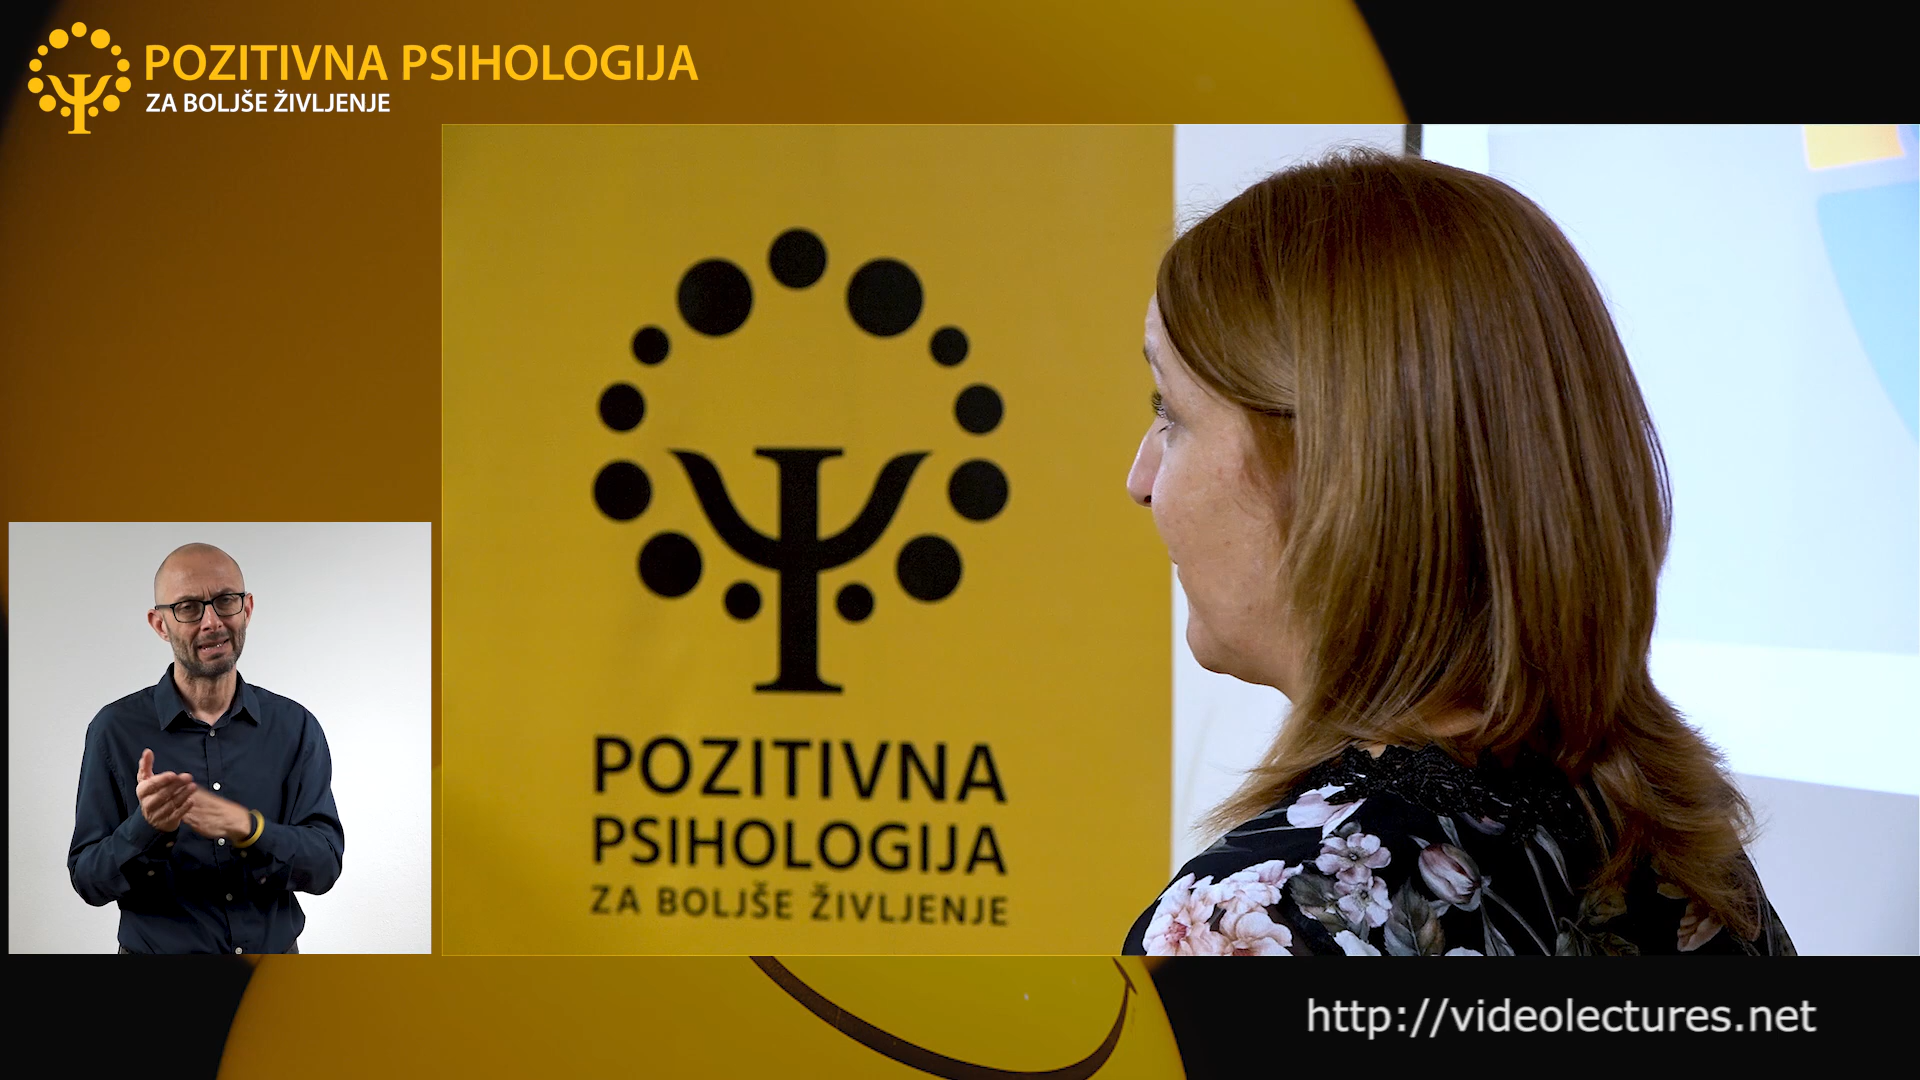 POZITIVNA PSIHOLOGIJA
ZA BOLJŠE ŽIVLJENJE
POZITIVNA
PSIHOLOGIJA
ZA BOLJŠE ŽIVLJENJE
http://videolectures.net